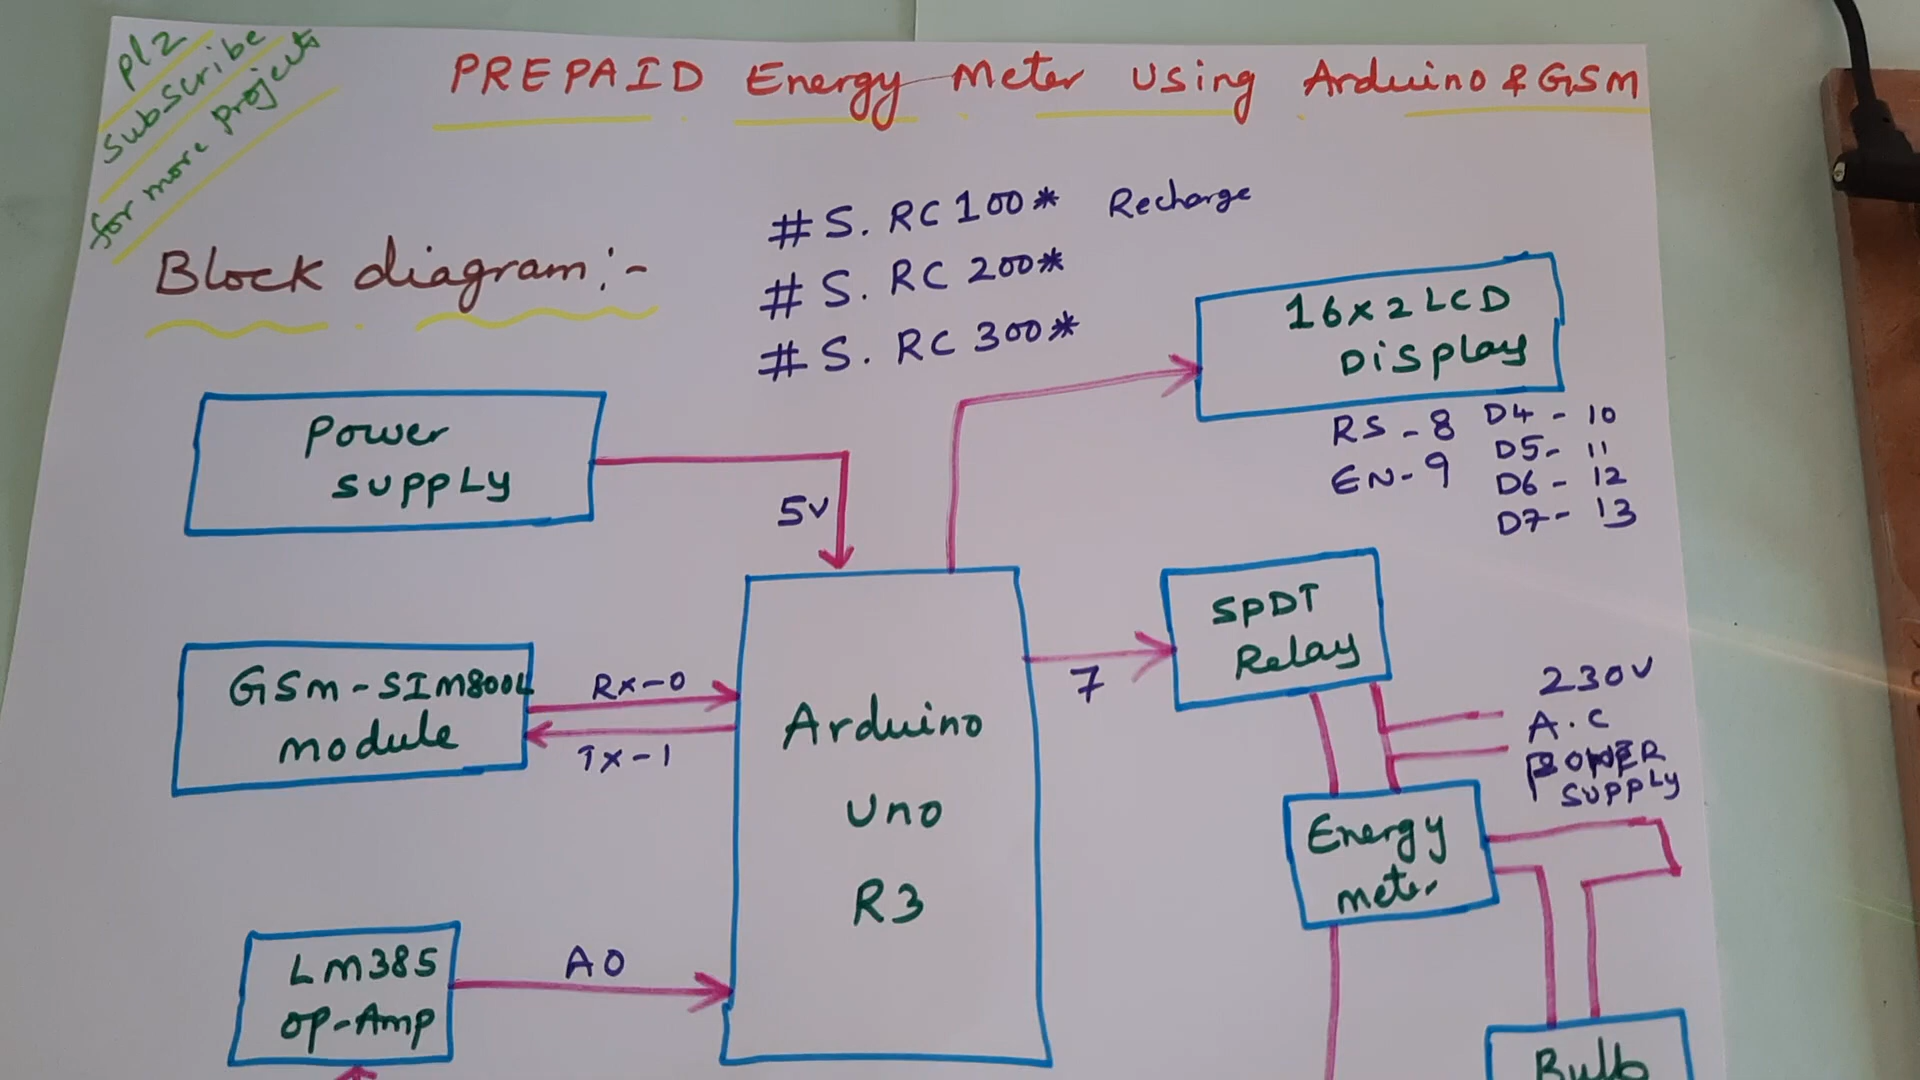 plz
subscribe
for more projects
PREPAID Energy Meter Using Arduino & GSM
Block diagram:-
#S. RC 100* Recharge
#S. RC 200*
#S. RC 300*
16x2 LCD
Display
RS - 8
EN - 9
D4 - 10
D5 - 11
D6 - 12
D7 - 13
Power
supply
5v
GSm - SIM800L
module
Rx-0
Tx-1
Arduino
Uno
R3
7
SPDT
Relay
230V
A.C
POWER
Supply
Energy
meter
LM385
op-Amp
A0
Bulb